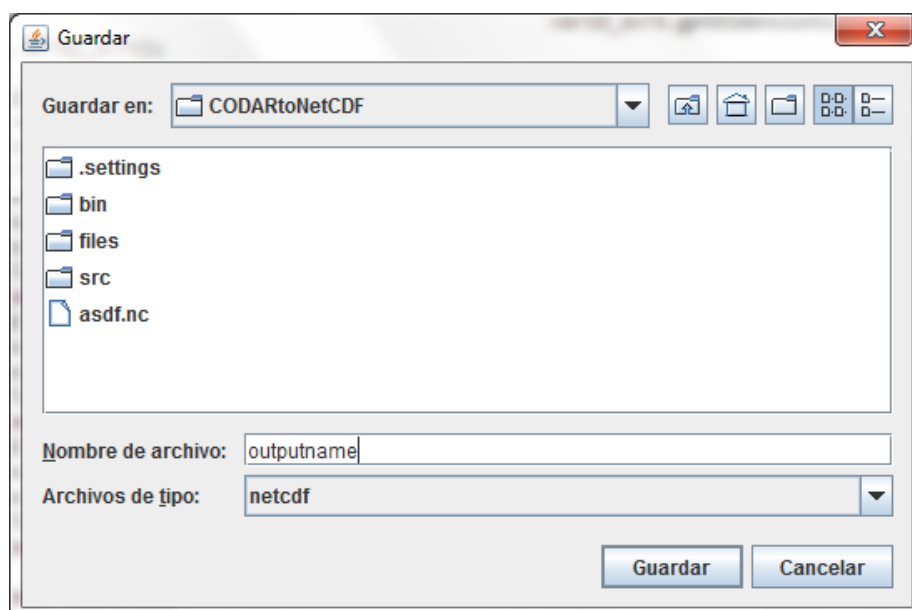 Guardar
Guardar en: CODARtoNetCDF
.settings
bin
files
src
asdf.nc
Nombre de archivo: outputname
Archivos de tipo: netcdf
Guardar Cancelar